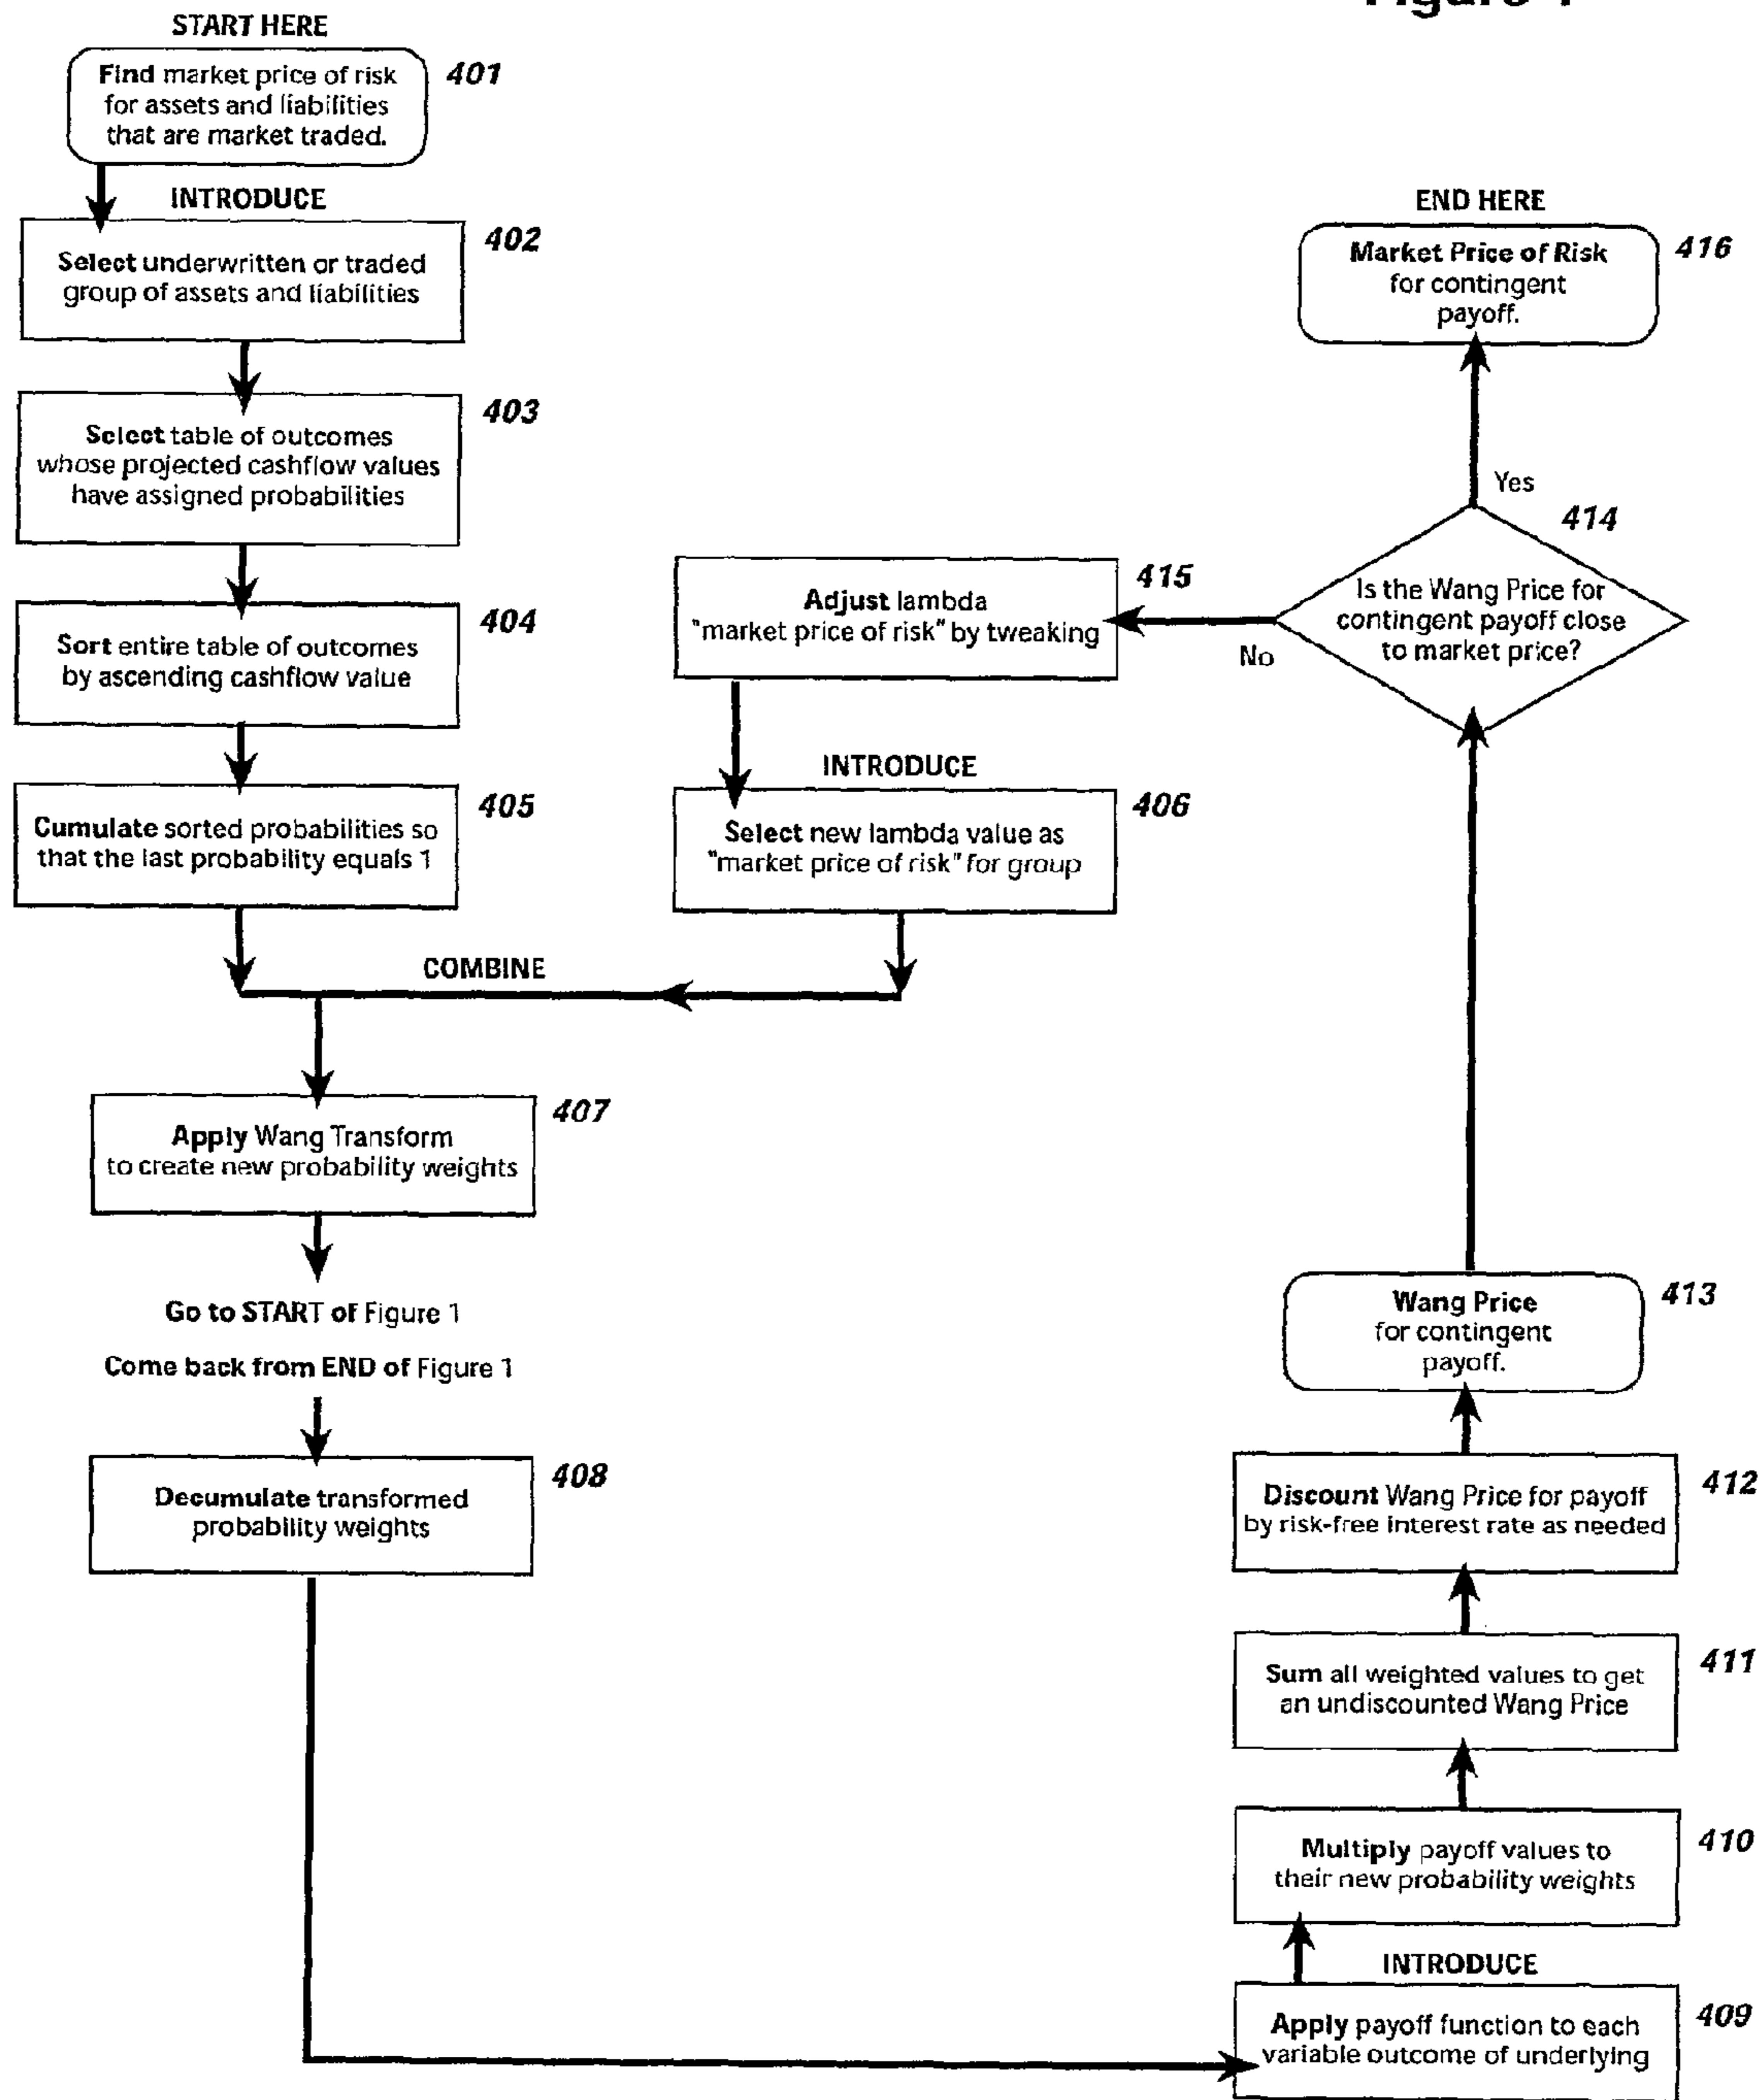 START HERE
Find market price of risk
for assets and liabilities
that are market traded.
401
INTRODUCE
Select underwritten or traded
group of assets and liabilities
402
Select table of outcomes
whose projected cashflow values
have assigned probabilities
403
Sort entire table of outcomes
by ascending cashflow value
404
Cumulate sorted probabilities so
that the last probability equals 1
405
Adjust lambda
"market price of risk" by tweaking
415
INTRODUCE
Select new lambda value as
"market price of risk" for group
406
COMBINE
Apply Wang Transform
to create new probability weights
407
Go to START of Figure 1
Come back from END of Figure 1
Decumulate transformed
probability weights
408
END HERE
Market Price of Risk
for contingent
payoff.
416
Yes
414
Is the Wang Price for
contingent payoff close
to market price?
No
Wang Price
for contingent
payoff.
413
Discount Wang Price for payoff
by risk-free interest rate as needed
412
Sum all weighted values to get
an undiscounted Wang Price
411
Multiply payoff values to
their new probability weights
410
INTRODUCE
Apply payoff function to each
variable outcome of underlying
409